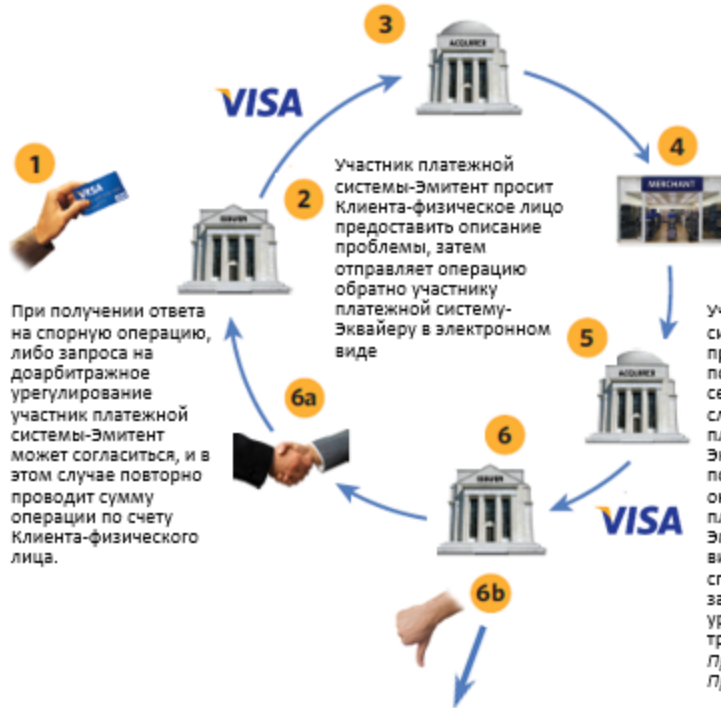 3
ACQUIRER
VISA
1
VISA
2
ISSUER
4
MERCHANT
Участник платежной
системы-Эмитент просит
Клиента-физическое лицо
предоставить описание
проблемы, затем
отправляет операцию
обратно участнику
платежной систему-
Эквайеру в электронном
виде
При получении ответа
на спорную операцию,
либо запроса на
доарбитражное
урегулирование
участник платежной
системы-Эмитент
может согласиться, и в
этом случае повторно
проводит сумму
операции по счету
Клиента-физического
лица.
5
ACQUIRER
6a
6
ISSUER
VISA
6b